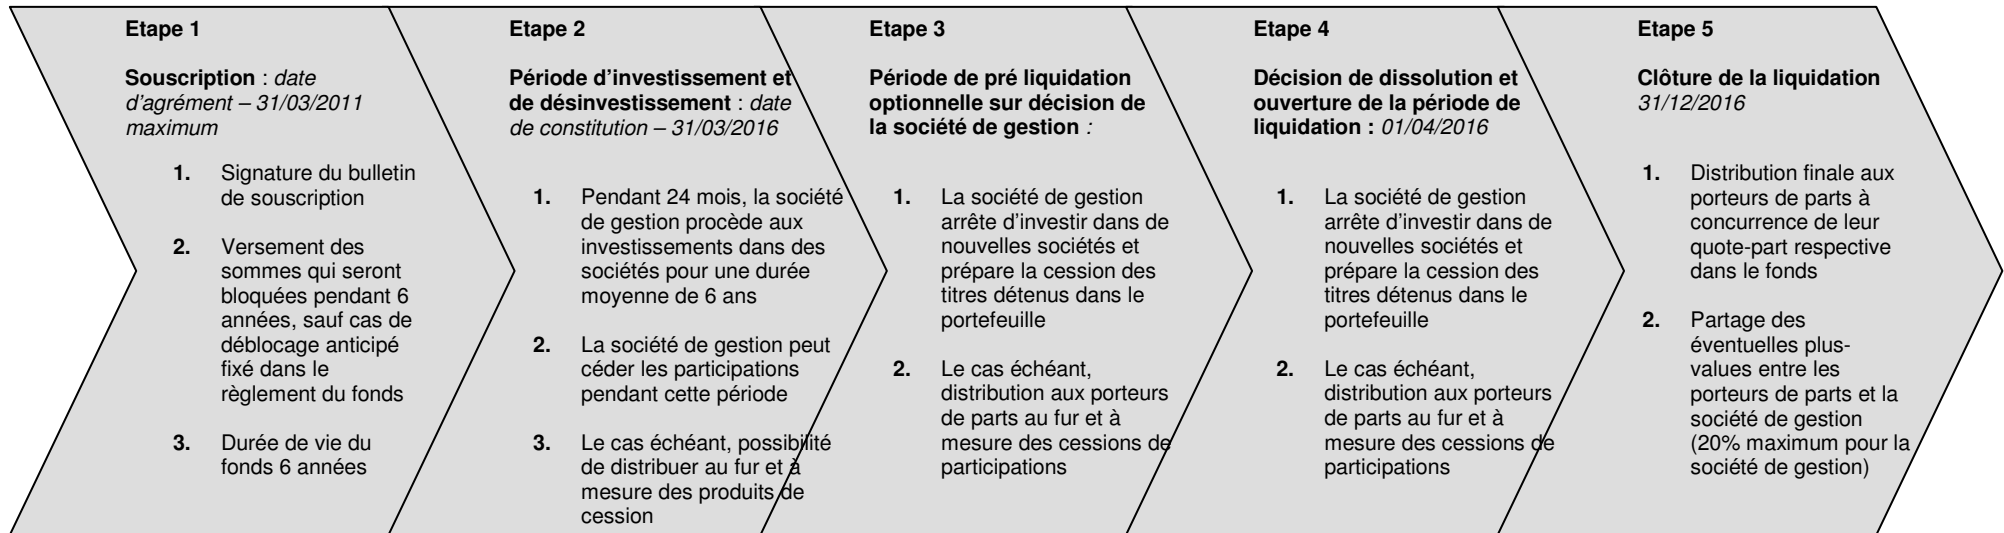 Etape 1
Souscription : date
d'agrément – 31/03/2011
maximum
1. Signature du bulletin
de souscription
2. Versement des
sommes qui seront
bloquées pendant 6
années, sauf cas de
déblocage anticipé
fixé dans le
règlement du fonds
3. Durée de vie du
fonds 6 années
Etape 2
Période d'investissement et
de désinvestissement : date
de constitution – 31/03/2016
1. Pendant 24 mois, la société
de gestion procède aux
investissements dans des
sociétés pour une durée
moyenne de 6 ans
2. La société de gestion peut
céder les participations
pendant cette période
3. Le cas échéant, possibilité
de distribuer au fur et à
mesure des produits de
cession
Etape 3
Période de pré liquidation
optionnelle sur décision de
la société de gestion :
1. La société de gestion
arrête d'investir dans de
nouvelles sociétés et
prépare la cession des
titres détenus dans le
portefeuille
2. Le cas échéant,
distribution aux porteurs
de parts au fur et à
mesure des cessions de
participations
Etape 4
Décision de dissolution et
ouverture de la période de
liquidation : 01/04/2016
1. La société de gestion
arrête d'investir dans de
nouvelles sociétés et
prépare la cession des
titres détenus dans le
portefeuille
2. Le cas échéant,
distribution aux porteurs
de parts au fur et à
mesure des cessions de
participations
Etape 5
Clôture de la liquidation
31/12/2016
1. Distribution finale aux
porteurs de parts à
concurrence de leur
quote-part respective
dans le fonds
2. Partage des
éventuelles plus-
values entre les
porteurs de parts et la
société de gestion
(20% maximum pour la
société de gestion)